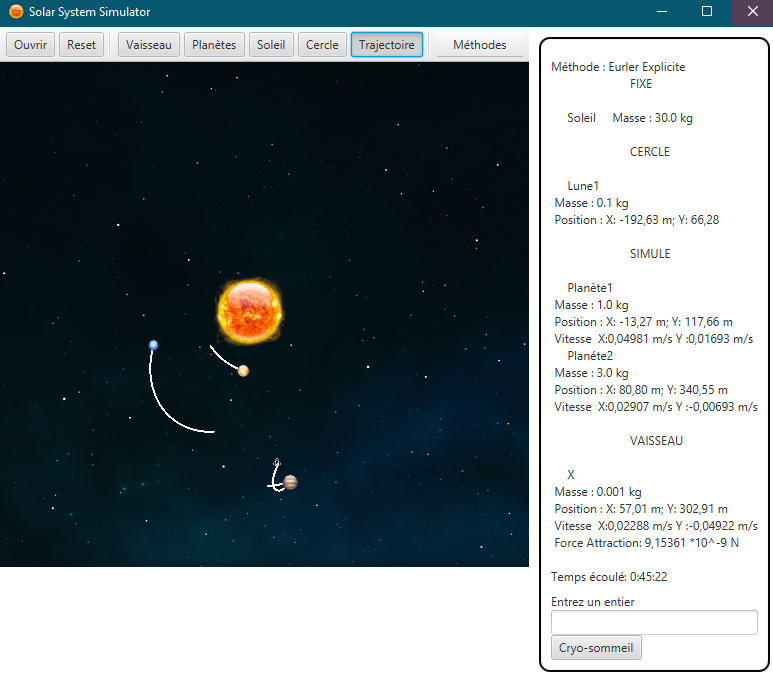 Solar System Simulator
Ouvrir Reset Vaisseau Planètes Soleil Cercle Trajectoire Méthodes
Méthode : Eurler Explicite
FIXE
Soleil Masse : 30.0 kg
CERCLE
Lune1
Masse : 0.1 kg
Position : X: -192,63 m; Y: 66,28
SIMULE
Planète1
Masse : 1.0 kg
Position : X: -13,27 m; Y: 117,66 m
Vitesse X:0,04981 m/s Y :0,01693 m/s
Planéte2
Masse : 3.0 kg
Position : X: 80,80 m; Y: 340,55 m
Vitesse X:0,02907 m/s Y :-0,00693 m/s
VAISSEAU
X
Masse : 0.001 kg
Position : X: 57,01 m; Y: 302,91 m
Vitesse X:0,02288 m/s Y :-0,04922 m/s
Force Attraction: 9,15361 *10^-9 N
Temps écoulé: 0:45:22
Entrez un entier
Cryo-sommeil